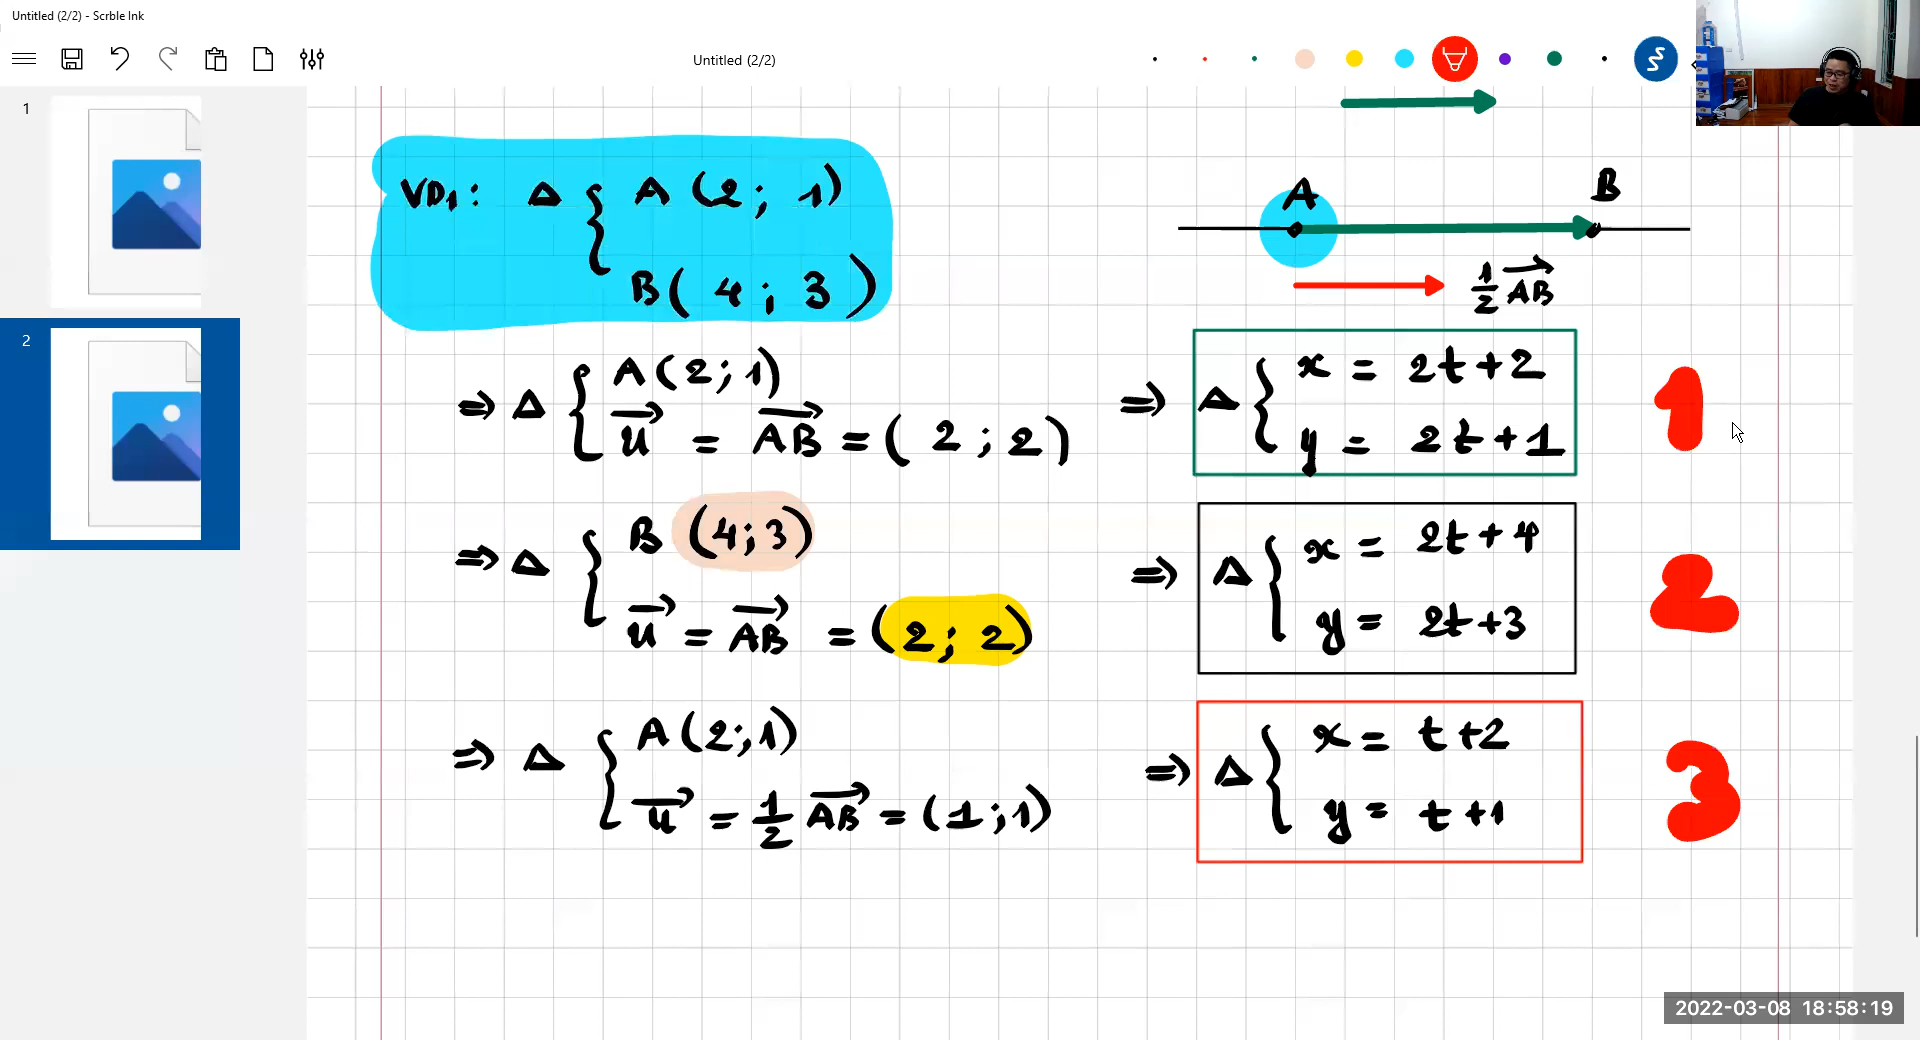 Untitled (2/2) - Scrble Ink
Untitled (2/2)
1
2
VD₁: Δ { A (2; 1)
B( 4; 3 )
A B
½ AB→
⇒ Δ { A(2;1)
u→ = AB→ = ( 2 ; 2 )
⇒ Δ { x = 2t+2
y = 2t+1
1
⇒ Δ { B (4;3)
u→ = AB→ = (2; 2)
⇒ Δ { x = 2t+4
y = 2t+3
2
⇒ Δ { A(2;1)
u→ = ½ AB→ = (1;1)
⇒ Δ { x = t+2
y = t+1
3
2022-03-08 18:58:19